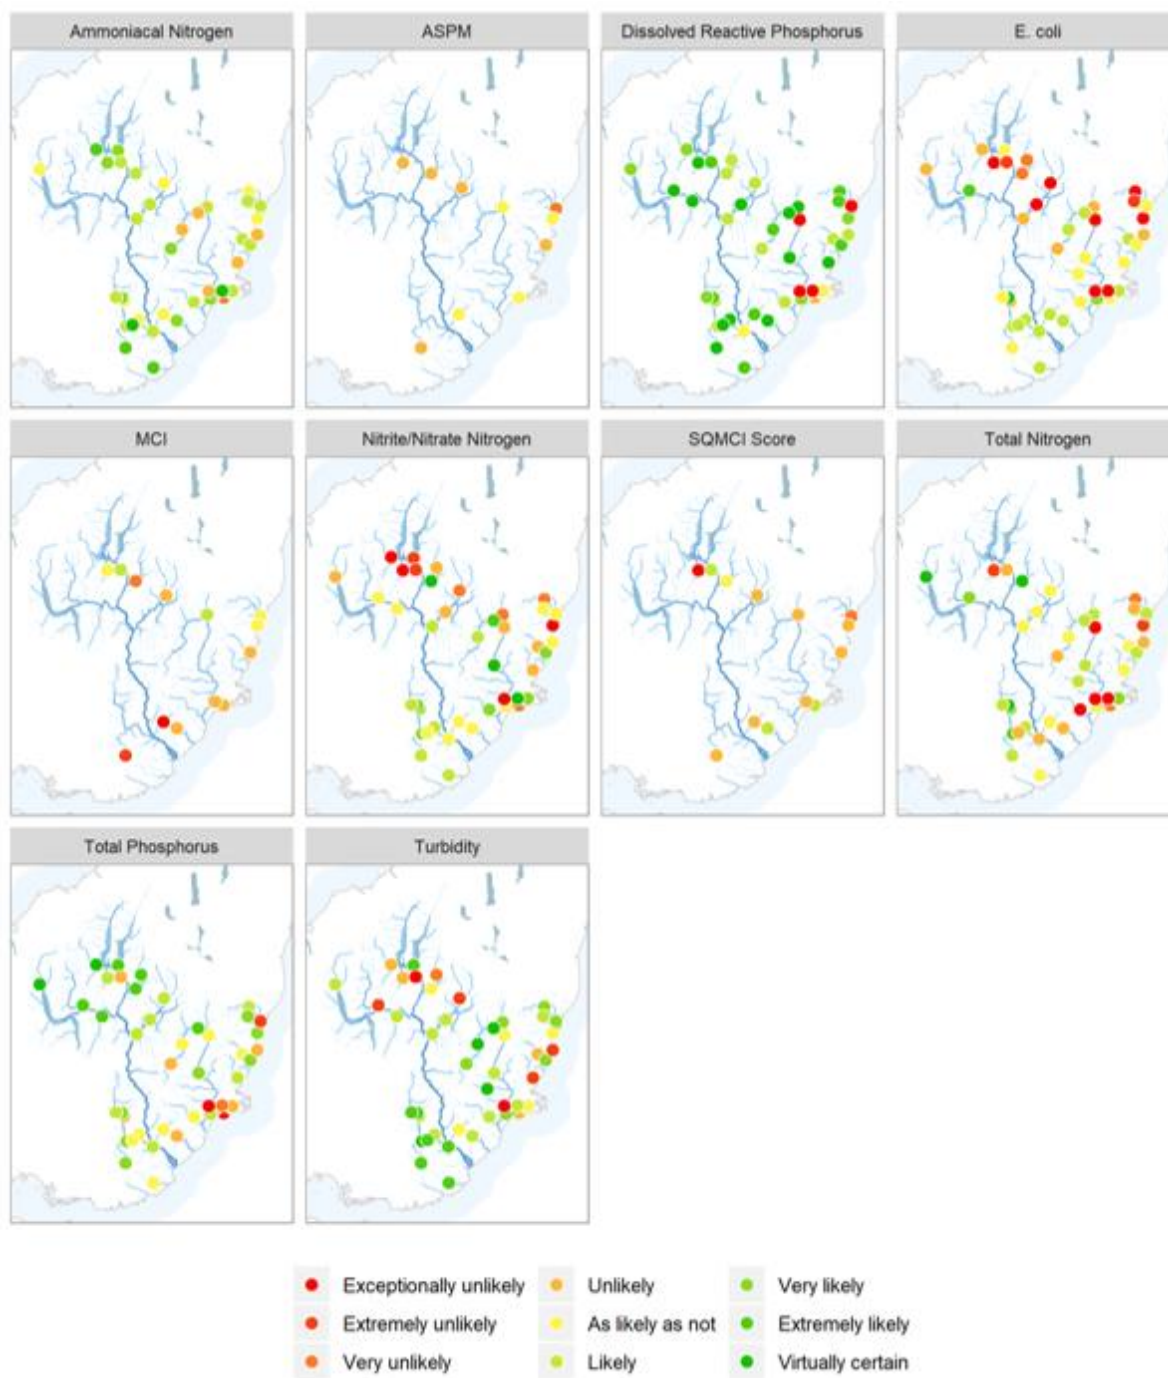 Ammoniacal Nitrogen
ASPM
Dissolved Reactive Phosphorus
E. coli
MCI
Nitrite/Nitrate Nitrogen
SQMCI Score
Total Nitrogen
Total Phosphorus
Turbidity
Exceptionally unlikely
Unlikely
Very likely
Extremely unlikely
As likely as not
Extremely likely
Very unlikely
Likely
Virtually certain